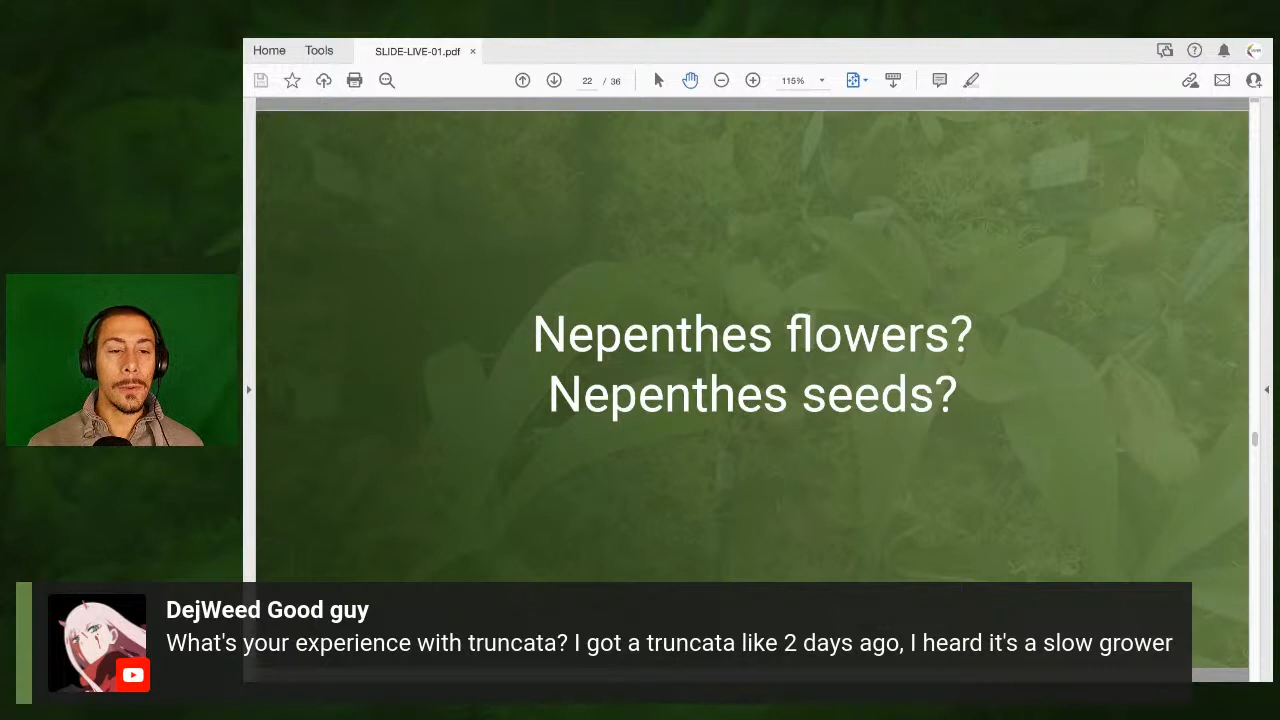 Home Tools SLIDE-LIVE-01.pdf ×
22 / 36 115%
Nepenthes flowers?
Nepenthes seeds?
DejWeed Good guy
What's your experience with truncata? I got a truncata like 2 days ago, I heard it's a slow grower